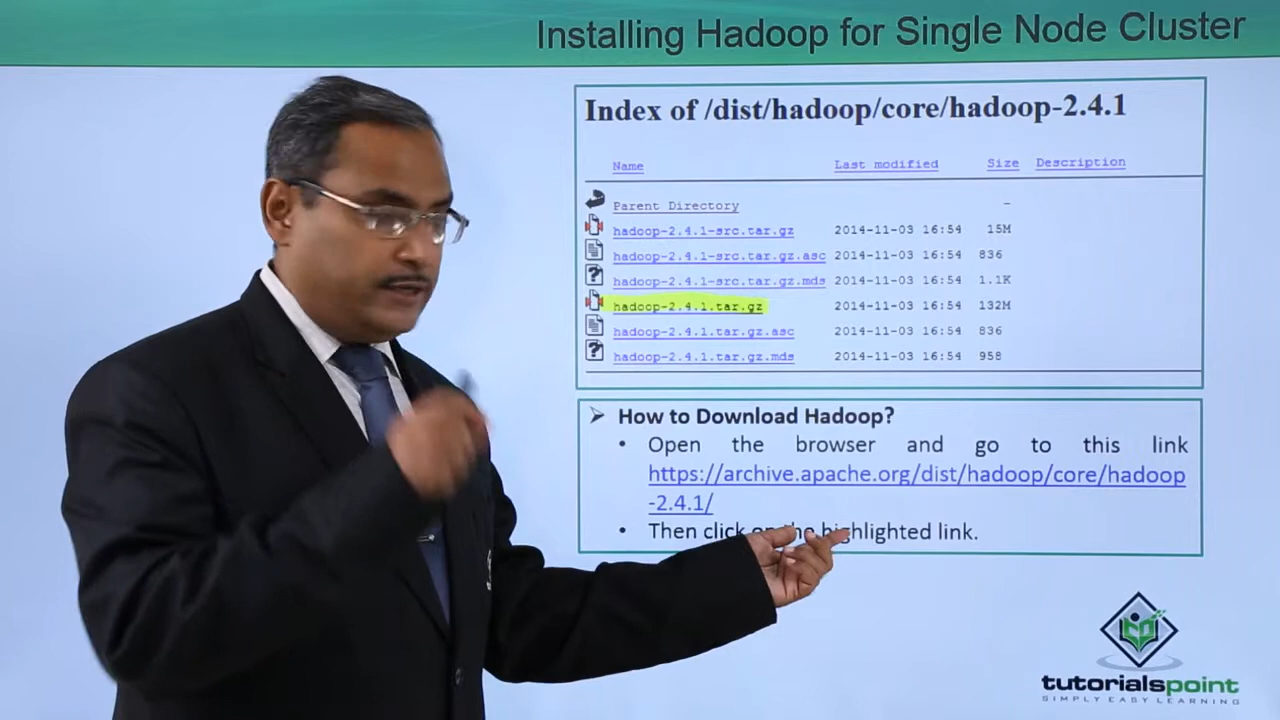 Installing Hadoop for Single Node Cluster
Index of /dist/hadoop/core/hadoop-2.4.1
Name Last modified Size Description
Parent Directory -
hadoop-2.4.1-src.tar.gz 2014-11-03 16:54 15M
hadoop-2.4.1-src.tar.gz.asc 2014-11-03 16:54 836
hadoop-2.4.1-src.tar.gz.mds 2014-11-03 16:54 1.1K
hadoop-2.4.1.tar.gz 2014-11-03 16:54 132M
hadoop-2.4.1.tar.gz.asc 2014-11-03 16:54 836
hadoop-2.4.1.tar.gz.mds 2014-11-03 16:54 958
➢ How to Download Hadoop?
• Open the browser and go to this link
https://archive.apache.org/dist/hadoop/core/hadoop
-2.4.1/
• Then click on the highlighted link.
tutorialspoint
SIMPLY EASY LEARNING